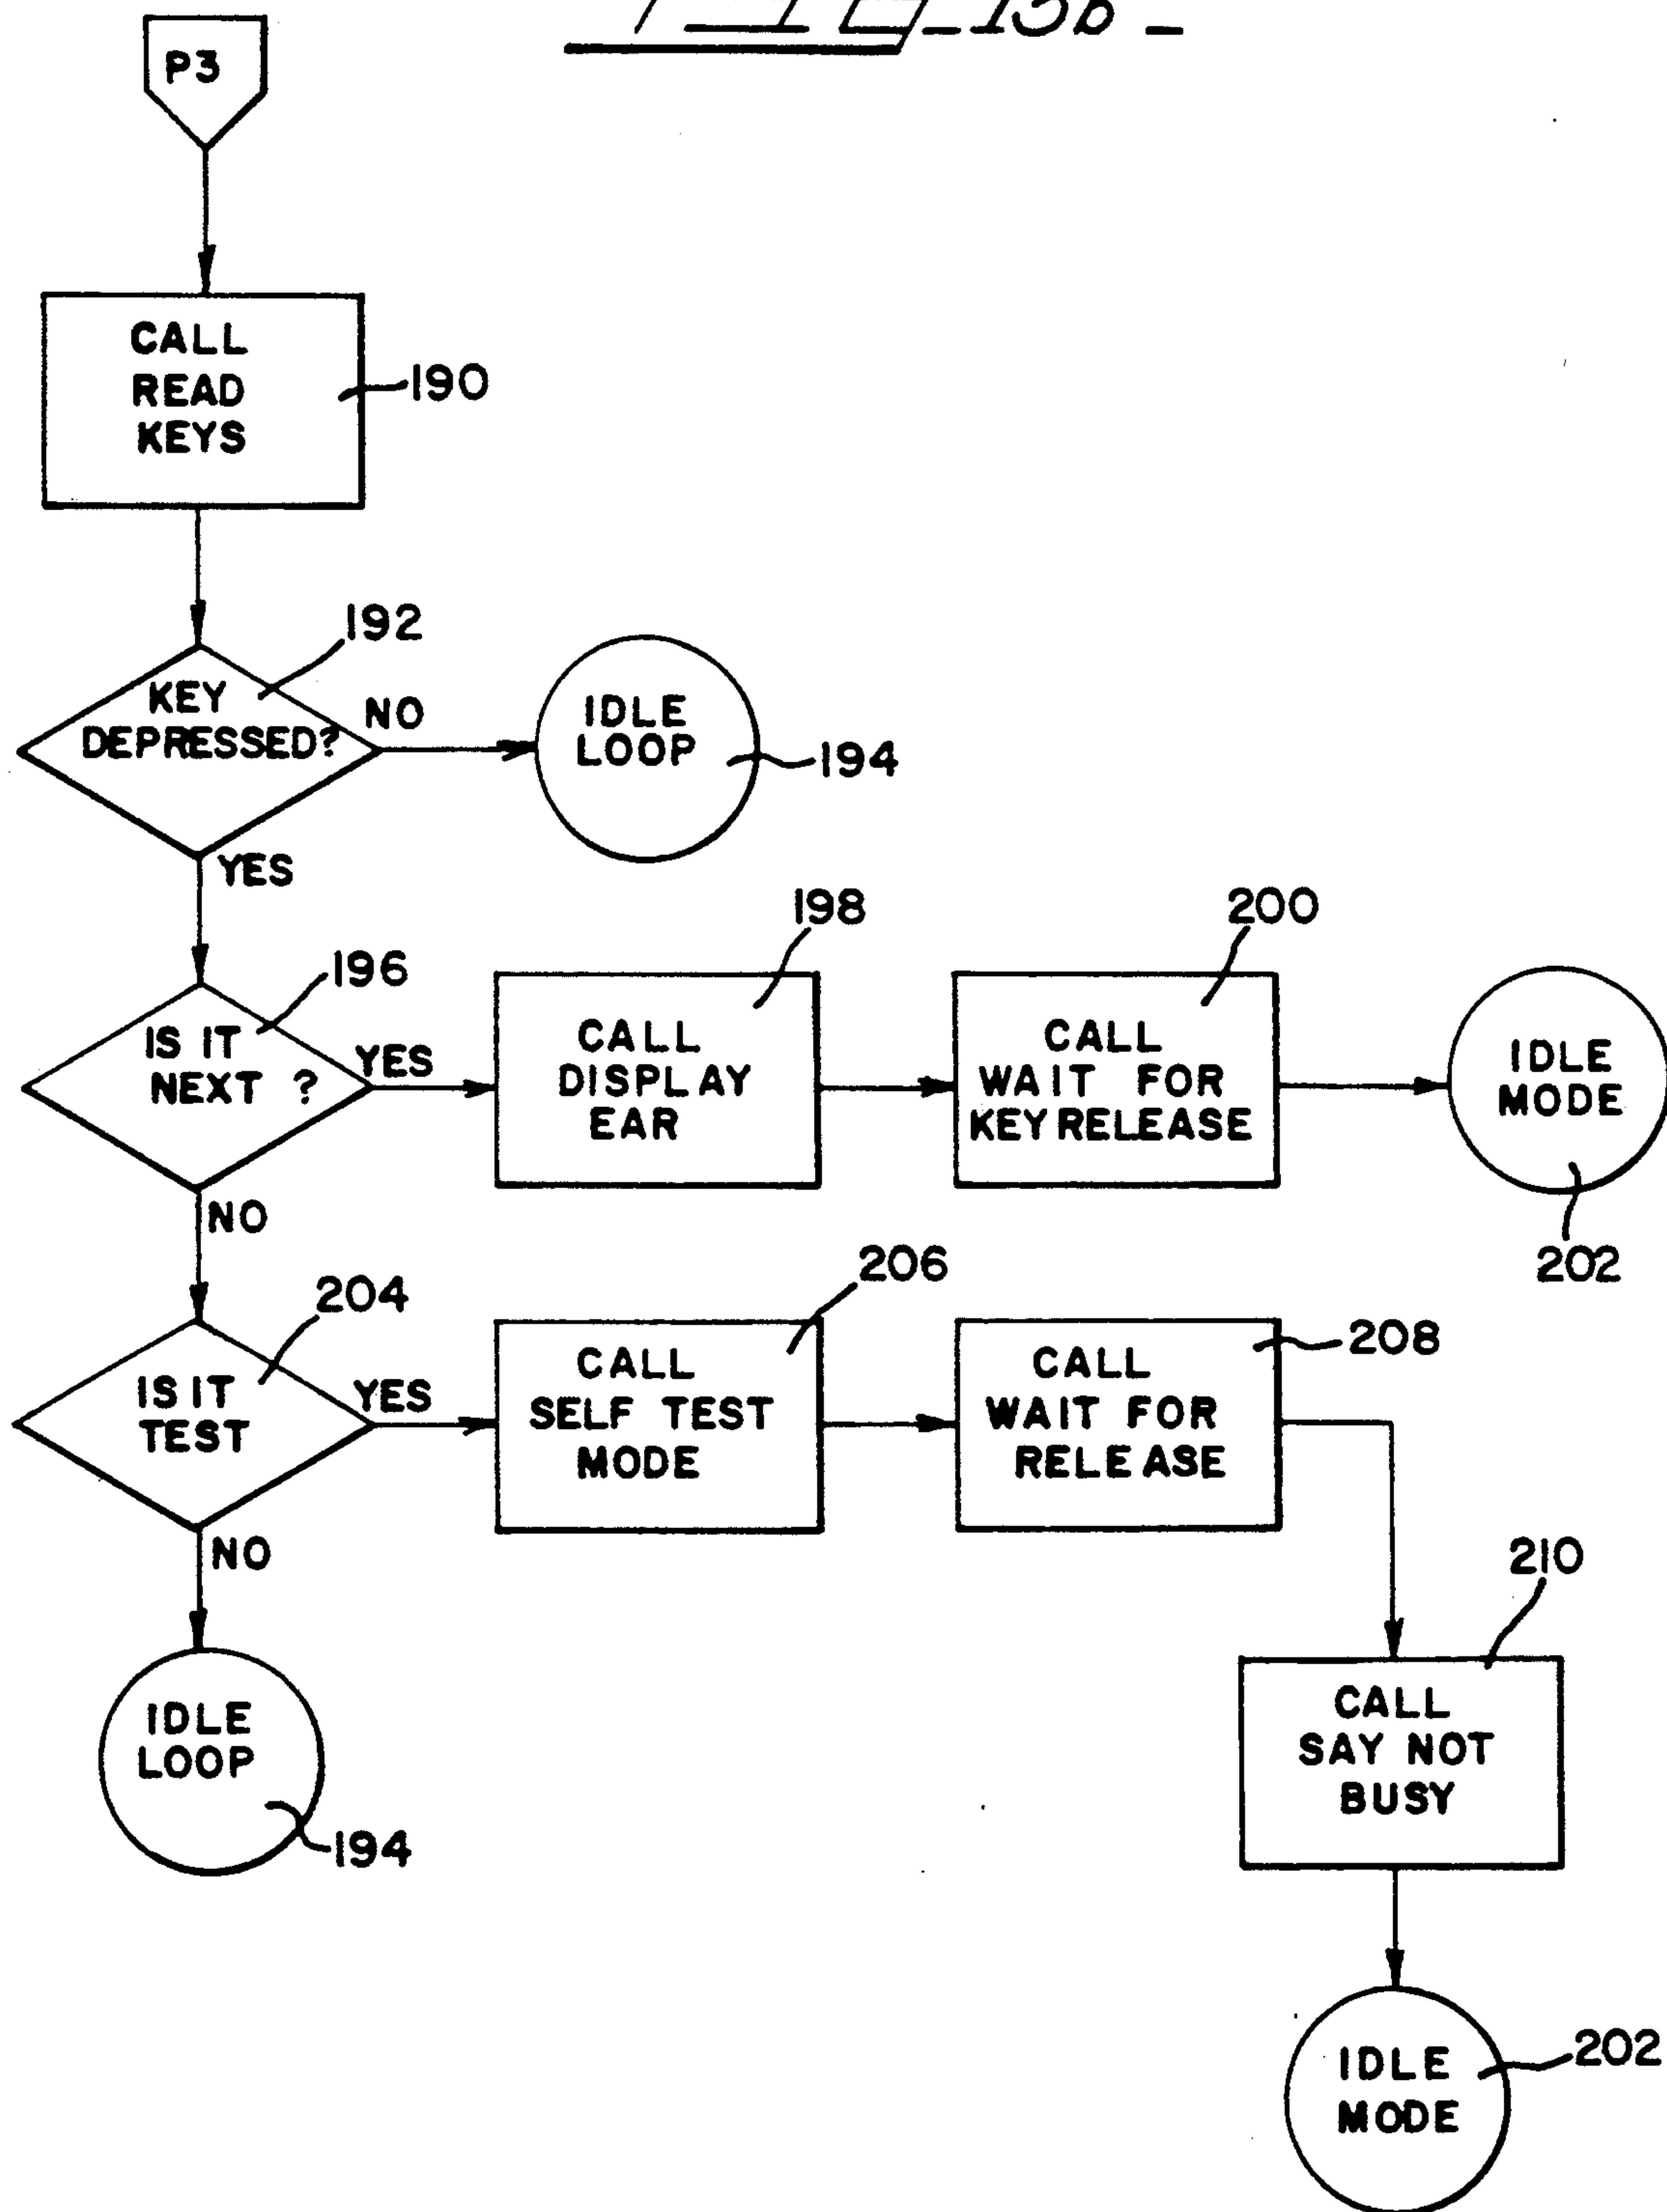 FIG_13b_
P3
CALL
READ
KEYS
190
192
KEY
DEPRESSED?
NO
IDLE
LOOP
194
YES
196
IS IT
NEXT ?
YES
198
CALL
DISPLAY
EAR
200
CALL
WAIT FOR
KEY RELEASE
IDLE
MODE
202
NO
204
IS IT
TEST
YES
206
CALL
SELF TEST
MODE
208
CALL
WAIT FOR
RELEASE
NO
IDLE
LOOP
194
210
CALL
SAY NOT
BUSY
IDLE
MODE
202